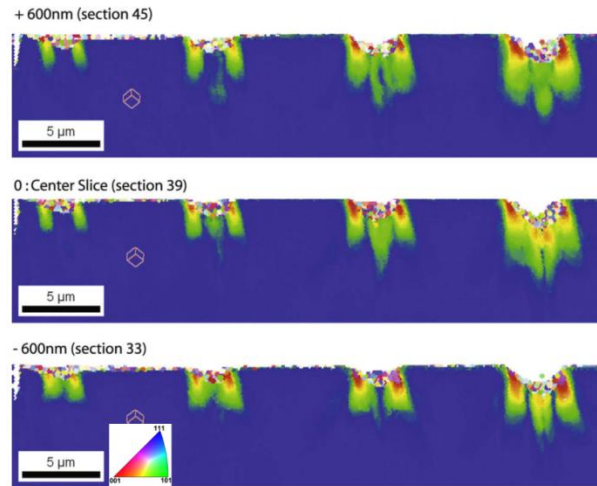 + 600nm (section 45)
5 µm
0 : Center Slice (section 39)
5 µm
- 600nm (section 33)
5 µm
111
001
101